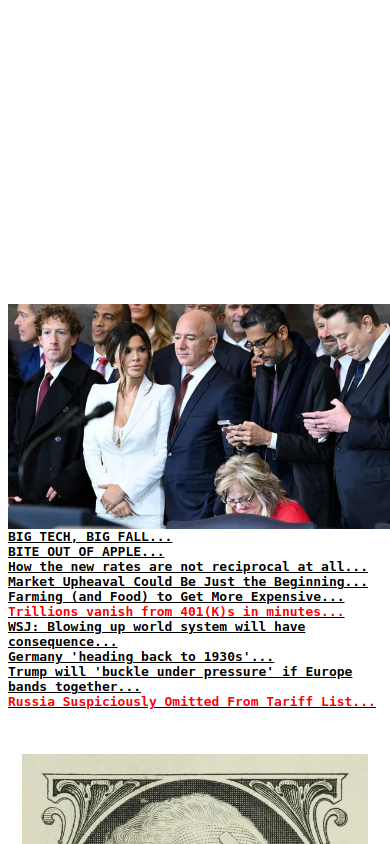 BIG TECH, BIG FALL...
BITE OUT OF APPLE...
How the new rates are not reciprocal at all...
Market Upheaval Could Be Just the Beginning...
Farming (and Food) to Get More Expensive...
Trillions vanish from 401(K)s in minutes...
WSJ: Blowing up world system will have
consequence...
Germany 'heading back to 1930s'...
Trump will 'buckle under pressure' if Europe
bands together...
Russia Suspiciously Omitted From Tariff List...